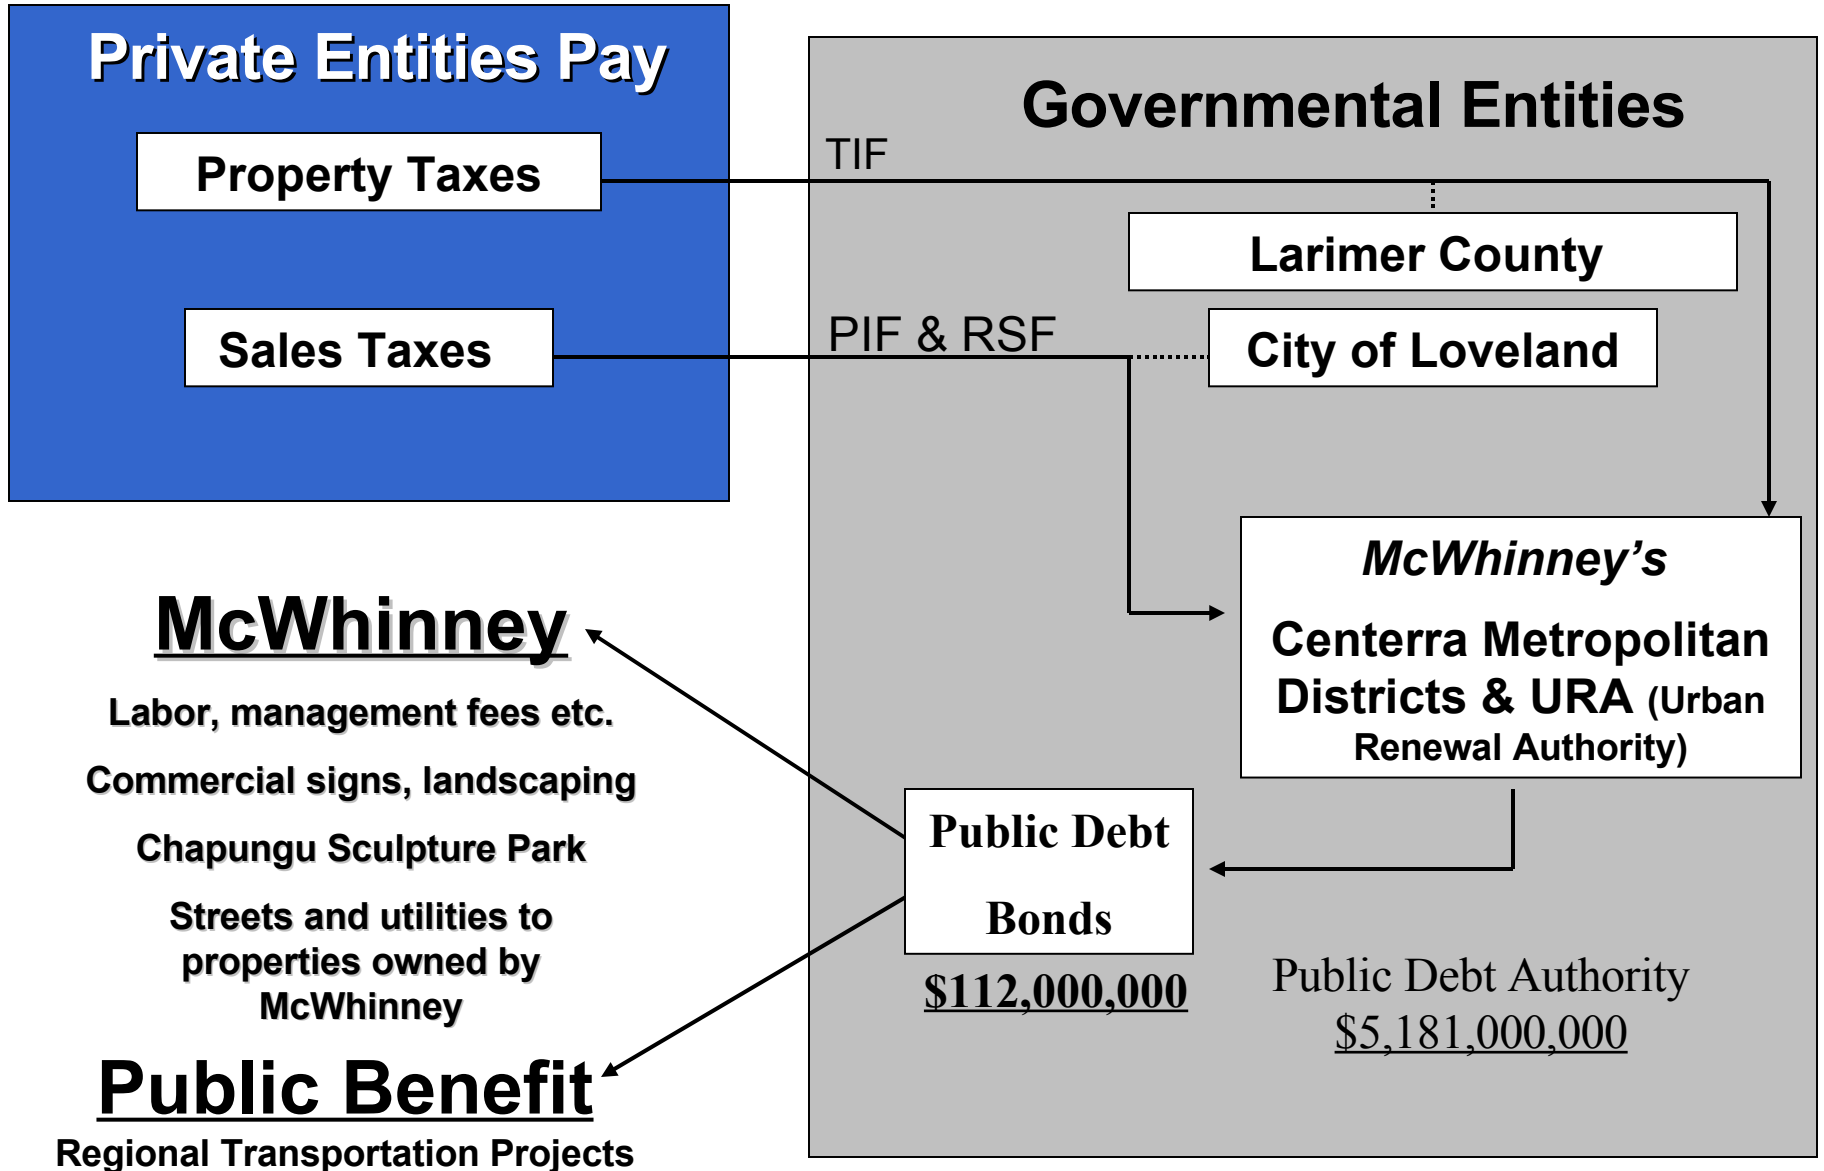 Private Entities Pay
Property Taxes
Sales Taxes
Governmental Entities
TIF
Larimer County
PIF & RSF
City of Loveland
McWhinney’s
Centerra Metropolitan
Districts & URA (Urban
Renewal Authority)
Public Debt
Bonds
$112,000,000
Public Debt Authority
$5,181,000,000
McWhinney
Labor, management fees etc.
Commercial signs, landscaping
Chapungu Sculpture Park
Streets and utilities to
properties owned by
McWhinney
Public Benefit
Regional Transportation Projects